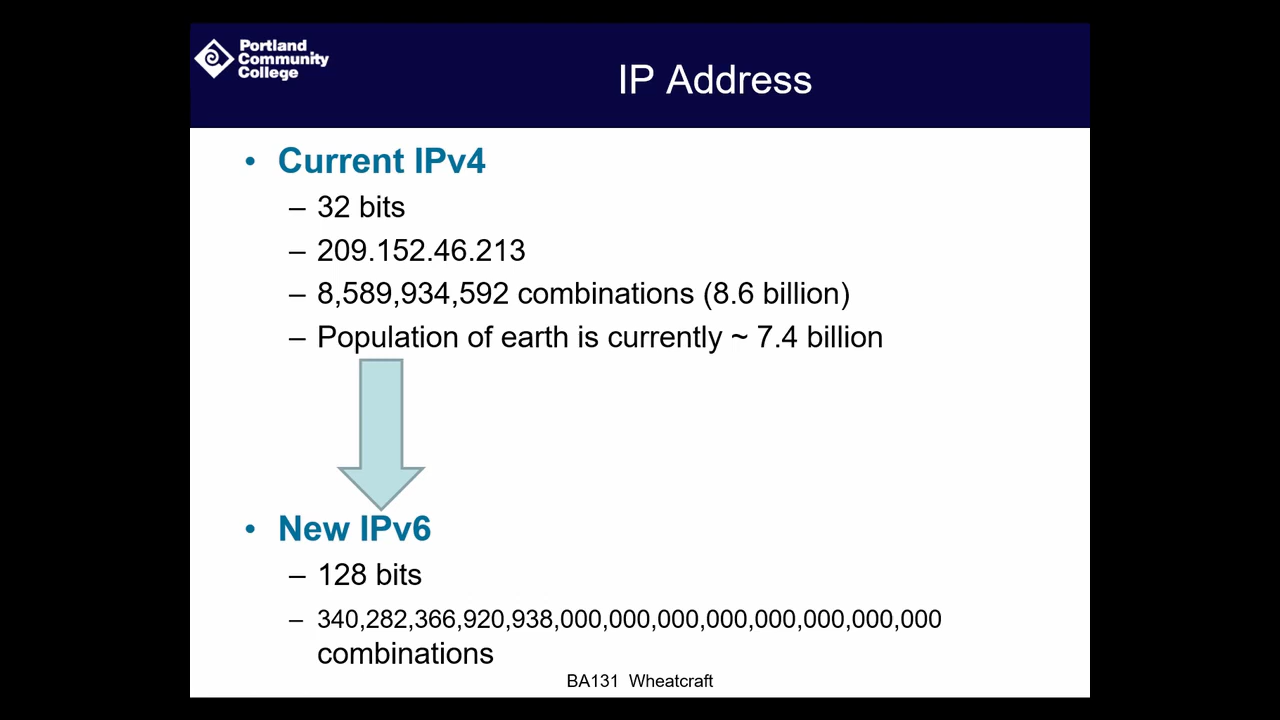 Portland
Community
College
IP Address
• Current IPv4
– 32 bits
– 209.152.46.213
– 8,589,934,592 combinations (8.6 billion)
– Population of earth is currently ~ 7.4 billion
• New IPv6
– 128 bits
– 340,282,366,920,938,000,000,000,000,000,000,000,000
combinations
BA131 Wheatcraft